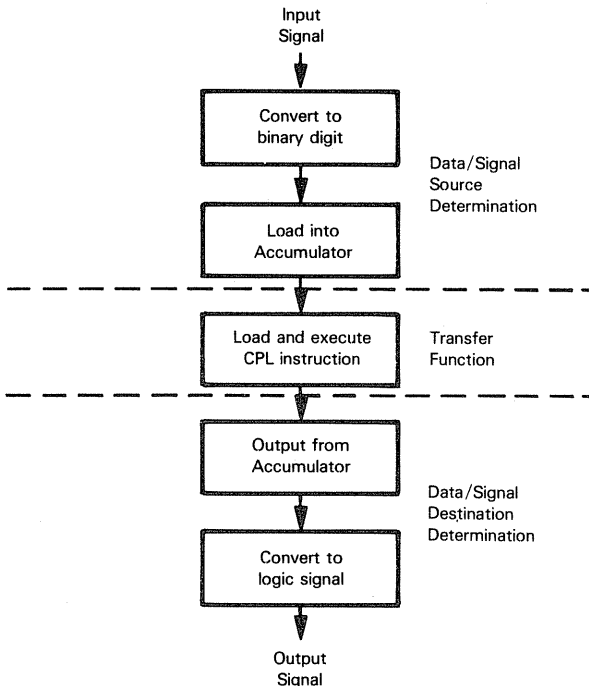 Input
Signal
Convert to
binary digit
Data/Signal
Source
Determination
Load into
Accumulator
Load and execute
CPL instruction
Transfer
Function
Output from
Accumulator
Data/Signal
Destination
Determination
Convert to
logic signal
Output
Signal